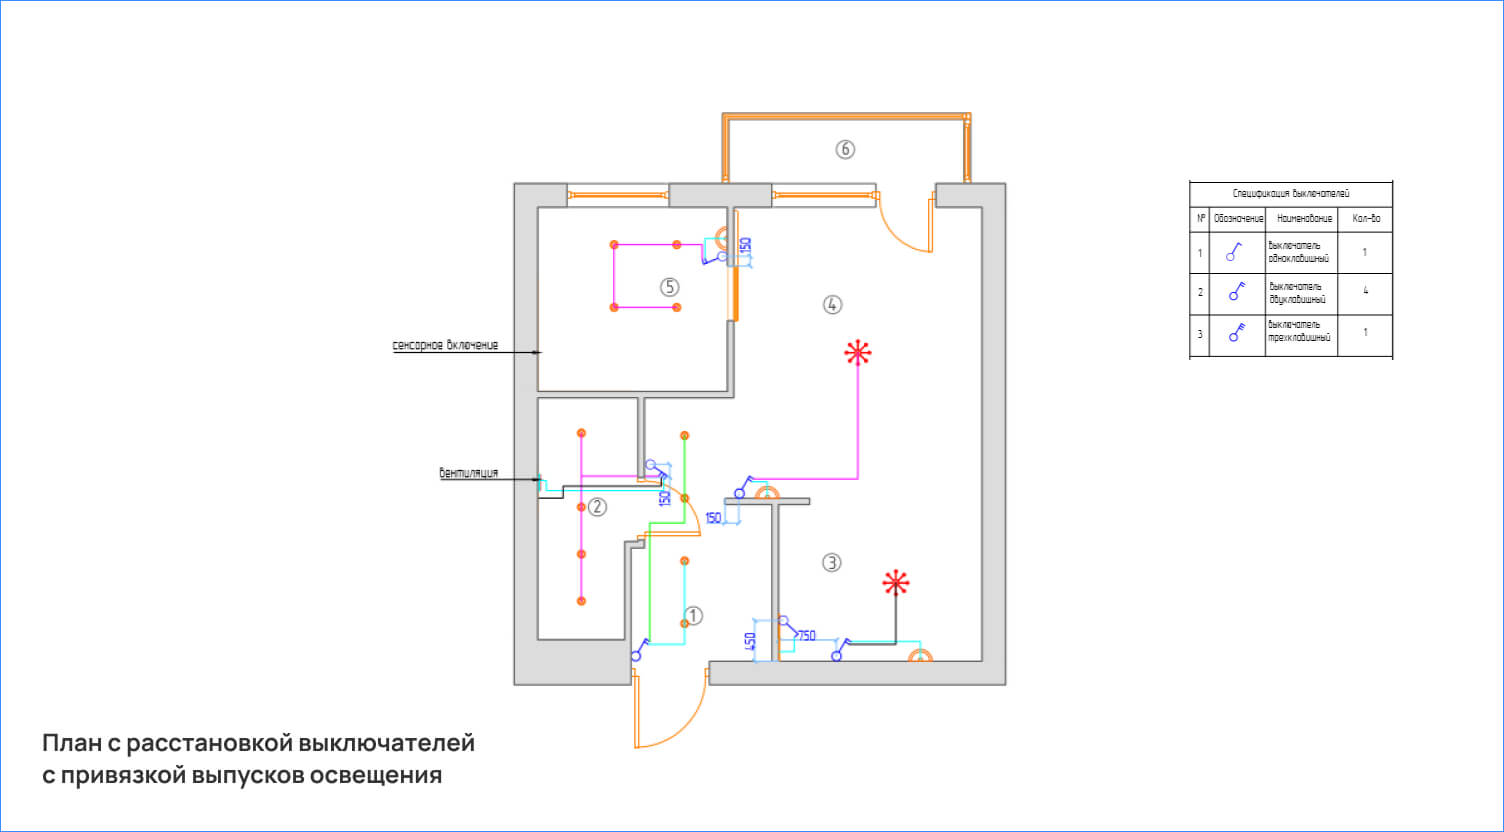 6
150
5
4
сенсорное включение
вентиляция
150
2
150
3
1
450
750
Спецификация выключателей
№ Обозначение Наименование Кол-во
1 выключатель 1
одноклавишный
2 выключатель 4
двуклавишный
3 выключатель 1
трехклавишный
План с расстановкой выключателей
с привязкой выпусков освещения